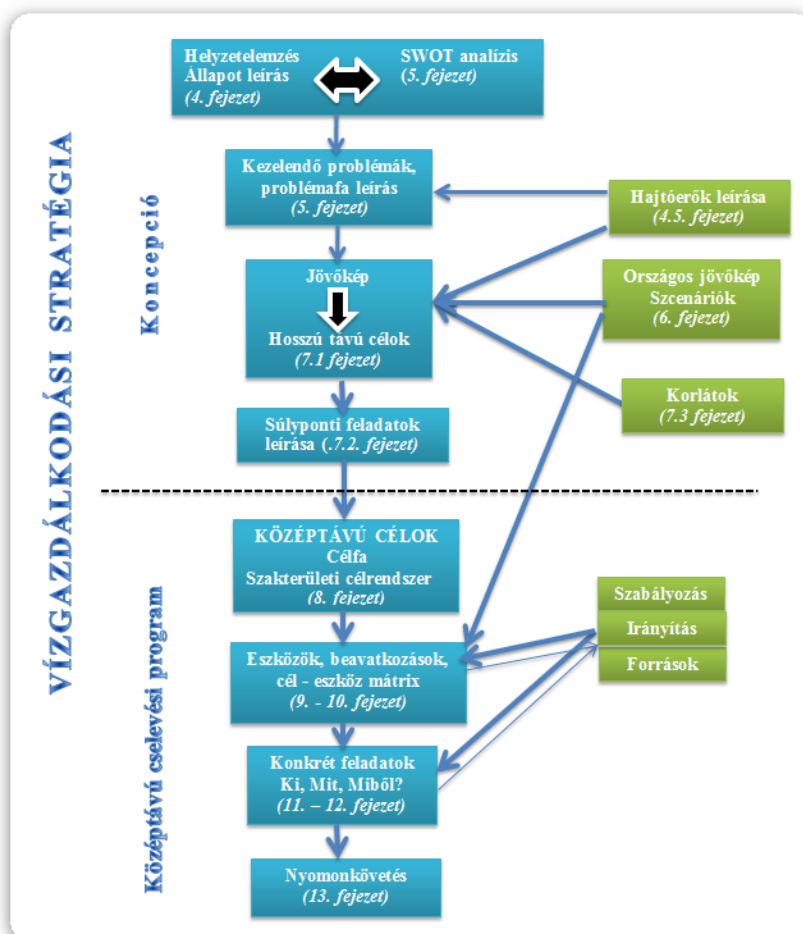 VÍZGAZDÁLKODÁSI STRATÉGIA
Koncepció
Helyzetelemzés
Állapot leírás
(4. fejezet)
SWOT analízis
(5. fejezet)
Kezelendő problémák,
problémafa leírás
(5. fejezet)
Hajtóerők leírása
(4.5. fejezet)
Jövőkép
Hosszú távú célok
(7.1 fejezet)
Országos jövőkép
Szcenáriók
(6. fejezet)
Korlátok
(7.3 fejezet)
Súlyponti feladatok
leírása (.7.2. fejezet)
Középtávú cselevési program
KÖZÉPTÁVÚ CÉLOK
Célfa
Szakterületi célrendszer
(8. fejezet)
Szabályozás
Irányítás
Források
Eszközök, beavatkozások,
cél - eszköz mátrix
(9. - 10. fejezet)
Konkrét feladatok
Ki, Mit, Miből?
(11. – 12. fejezet)
Nyomonkövetés
(13. fejezet)